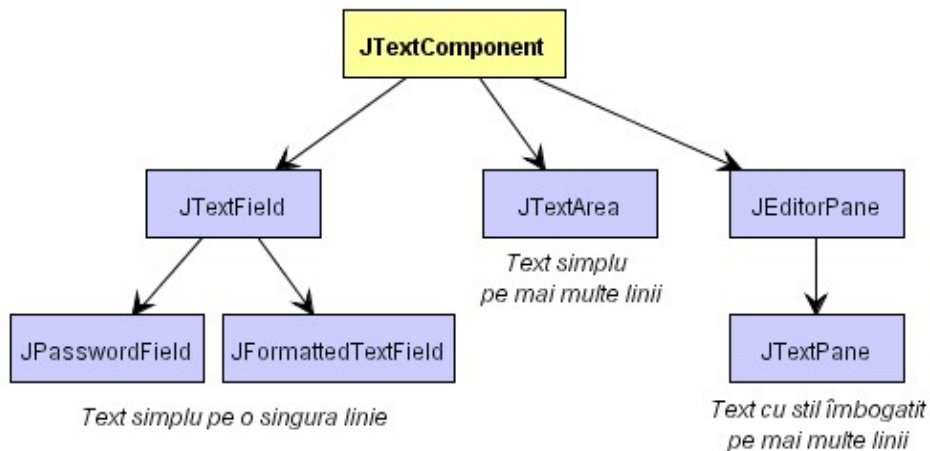 JTextComponent
JTextField
JTextArea
JEditorPane
Text simplu
pe mai multe linii
JPasswordField
JFormattedTextField
JTextPane
Text simplu pe o singura linie
Text cu stil îmbogatit
pe mai multe linii